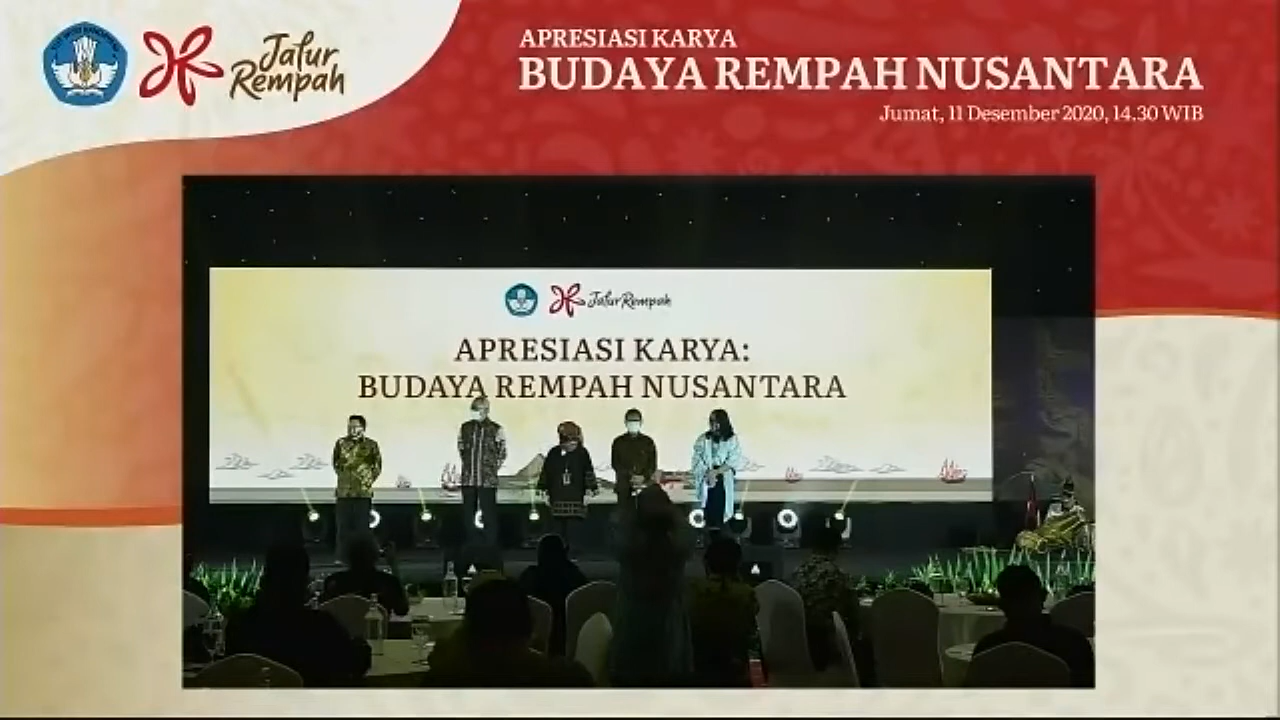 Jalur
Rempah
APRESIASI KARYA
BUDAYA REMPAH NUSANTARA
Jumat, 11 Desember 2020, 14.30 WIB
Jalur Rempah
APRESIASI KARYA:
BUDAYA REMPAH NUSANTARA